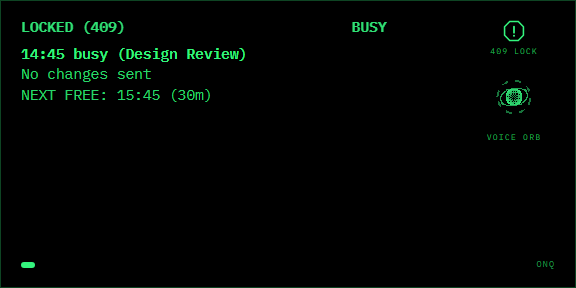 LOCKED (409)
BUSY
409 LOCK
14:45 busy (Design Review)
No changes sent
NEXT FREE: 15:45 (30m)
VOICE ORB
ONQ